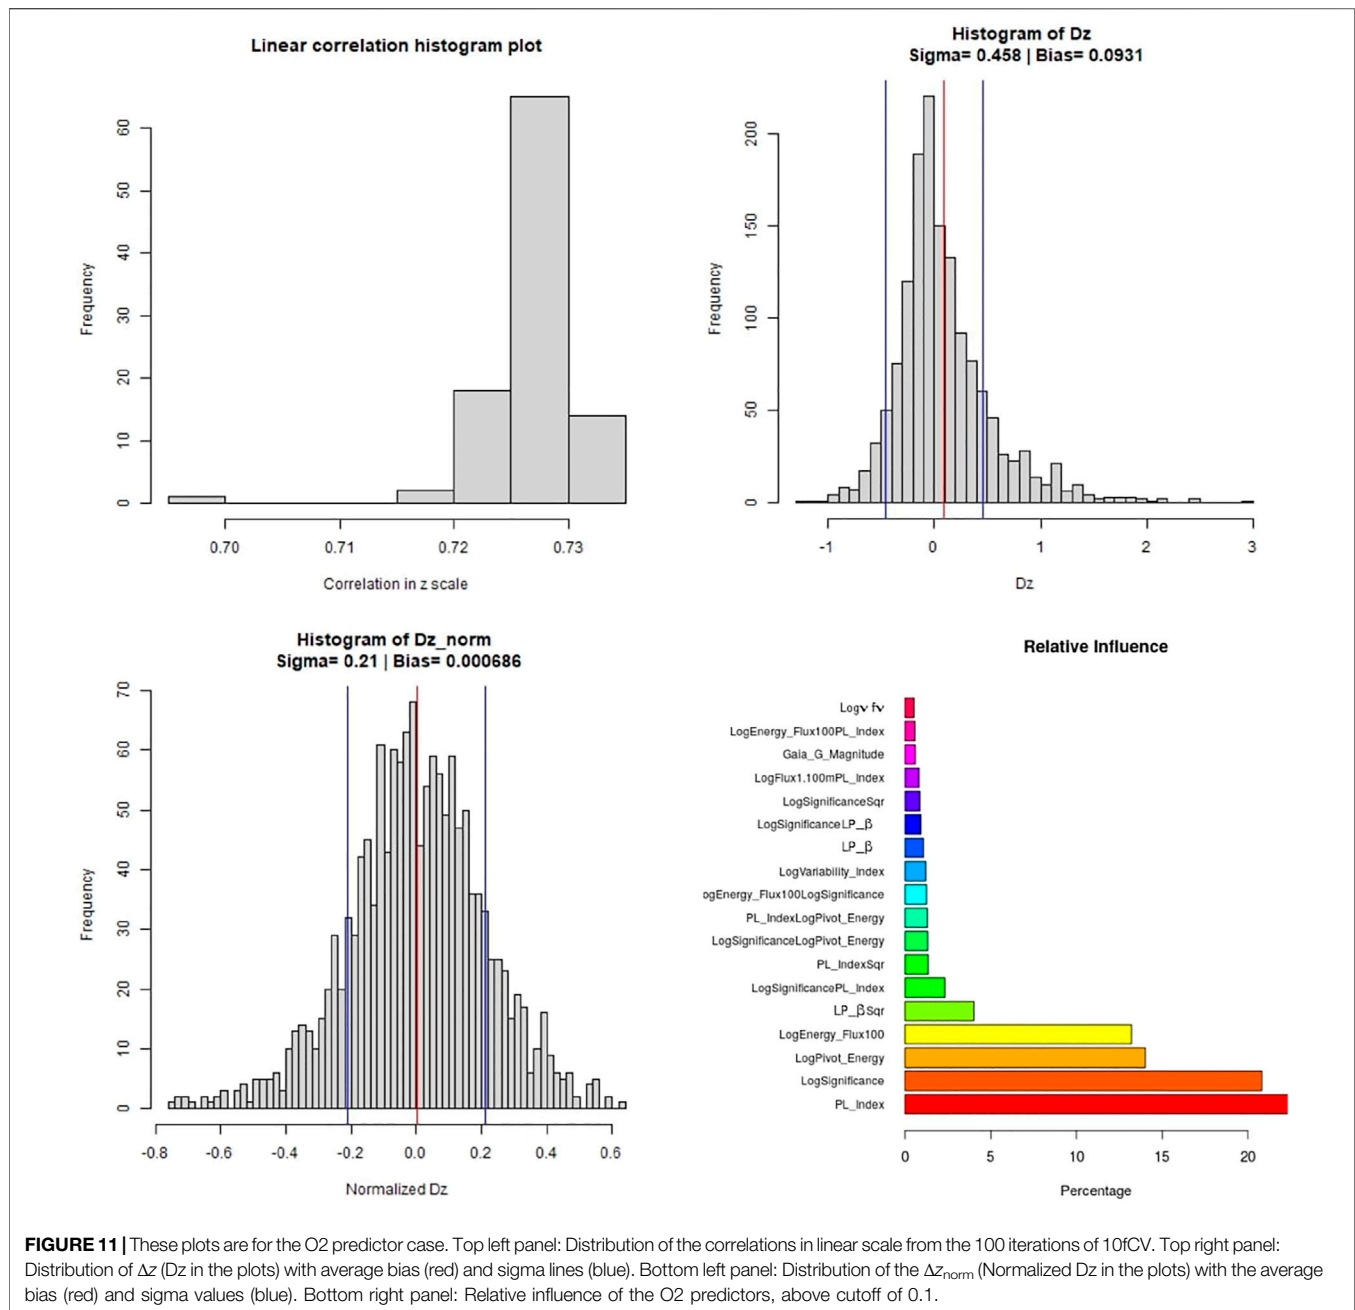 Linear correlation histogram plot
Frequency
0
10
20
30
40
50
60
0.70
0.71
0.72
0.73
Correlation in z scale
Histogram of Dz
Sigma= 0.458 | Bias= 0.0931
Frequency
0
50
100
150
200
-1
0
1
2
3
Dz
Histogram of Dz_norm
Sigma= 0.21 | Bias= 0.000686
Frequency
0
10
20
30
40
50
60
70
-0.8
-0.6
-0.4
-0.2
0.0
0.2
0.4
0.6
Normalized Dz
Relative Influence
Logν fν
LogEnergy_Flux100PL_Index
Gaia_G_Magnitude
LogFlux1.100mPL_Index
LogSignificanceSqr
LogSignificanceLP_β
LP_β
LogVariability_Index
ogEnergy_Flux100LogSignificance
PL_IndexLogPivot_Energy
LogSignificanceLogPivot_Energy
PL_IndexSqr
LogSignificancePL_Index
LP_βSqr
LogEnergy_Flux100
LogPivot_Energy
LogSignificance
PL_Index
0
5
10
15
20
Percentage
FIGURE 11 | These plots are for the O2 predictor case. Top left panel: Distribution of the correlations in linear scale from the 100 iterations of 10fCV. Top right panel:
Distribution of Δz (Dz in the plots) with average bias (red) and sigma lines (blue). Bottom left panel: Distribution of the Δznorm (Normalized Dz in the plots) with the average
bias (red) and sigma values (blue). Bottom right panel: Relative influence of the O2 predictors, above cutoff of 0.1.